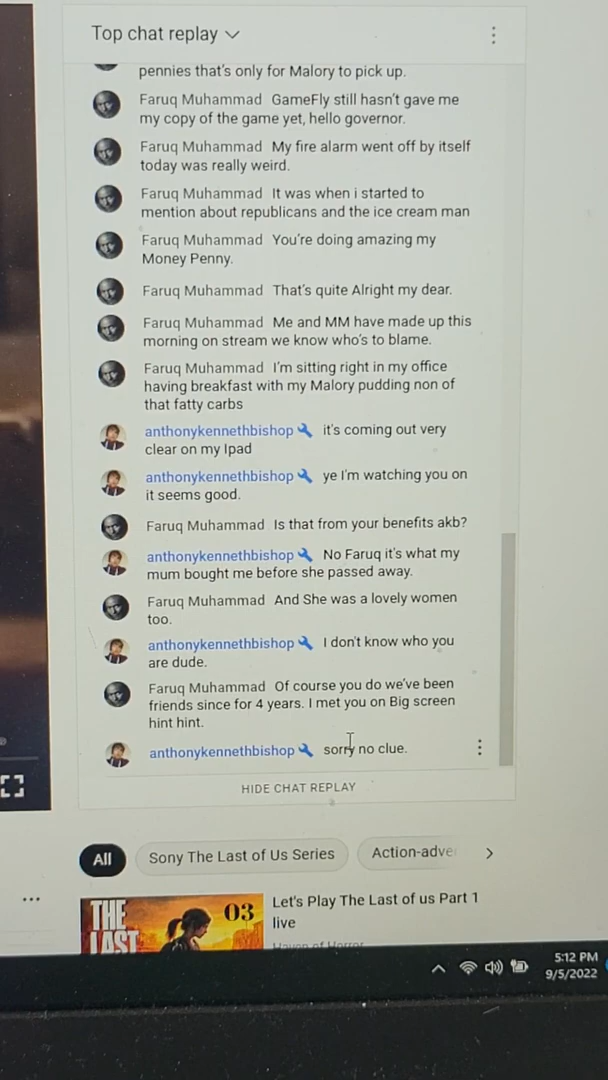 Top chat replay
pennies that's only for Malory to pick up.
Faruq Muhammad GameFly still hasn't gave me
my copy of the game yet, hello governor.
Faruq Muhammad My fire alarm went off by itself
today was really weird.
Faruq Muhammad It was when i started to
mention about republicans and the ice cream man
Faruq Muhammad You're doing amazing my
Money Penny.
Faruq Muhammad That's quite Alright my dear.
Faruq Muhammad Me and MM have made up this
morning on stream we know who's to blame.
Faruq Muhammad I'm sitting right in my office
having breakfast with my Malory pudding non of
that fatty carbs
anthonykennethbishop it's coming out very
clear on my Ipad
anthonykennethbishop ye I'm watching you on
it seems good.
Faruq Muhammad Is that from your benefits akb?
anthonykennethbishop No Faruq it's what my
mum bought me before she passed away.
Faruq Muhammad And She was a lovely women
too.
anthonykennethbishop I don't know who you
are dude.
Faruq Muhammad Of course you do we've been
friends since for 4 years. I met you on Big screen
hint hint.
anthonykennethbishop sorry no clue.
HIDE CHAT REPLAY
All
Sony The Last of Us Series
Action-adve
THE
LAST
03
Let's Play The Last of us Part 1
live
Haven of Horror
5:12 PM
9/5/2022